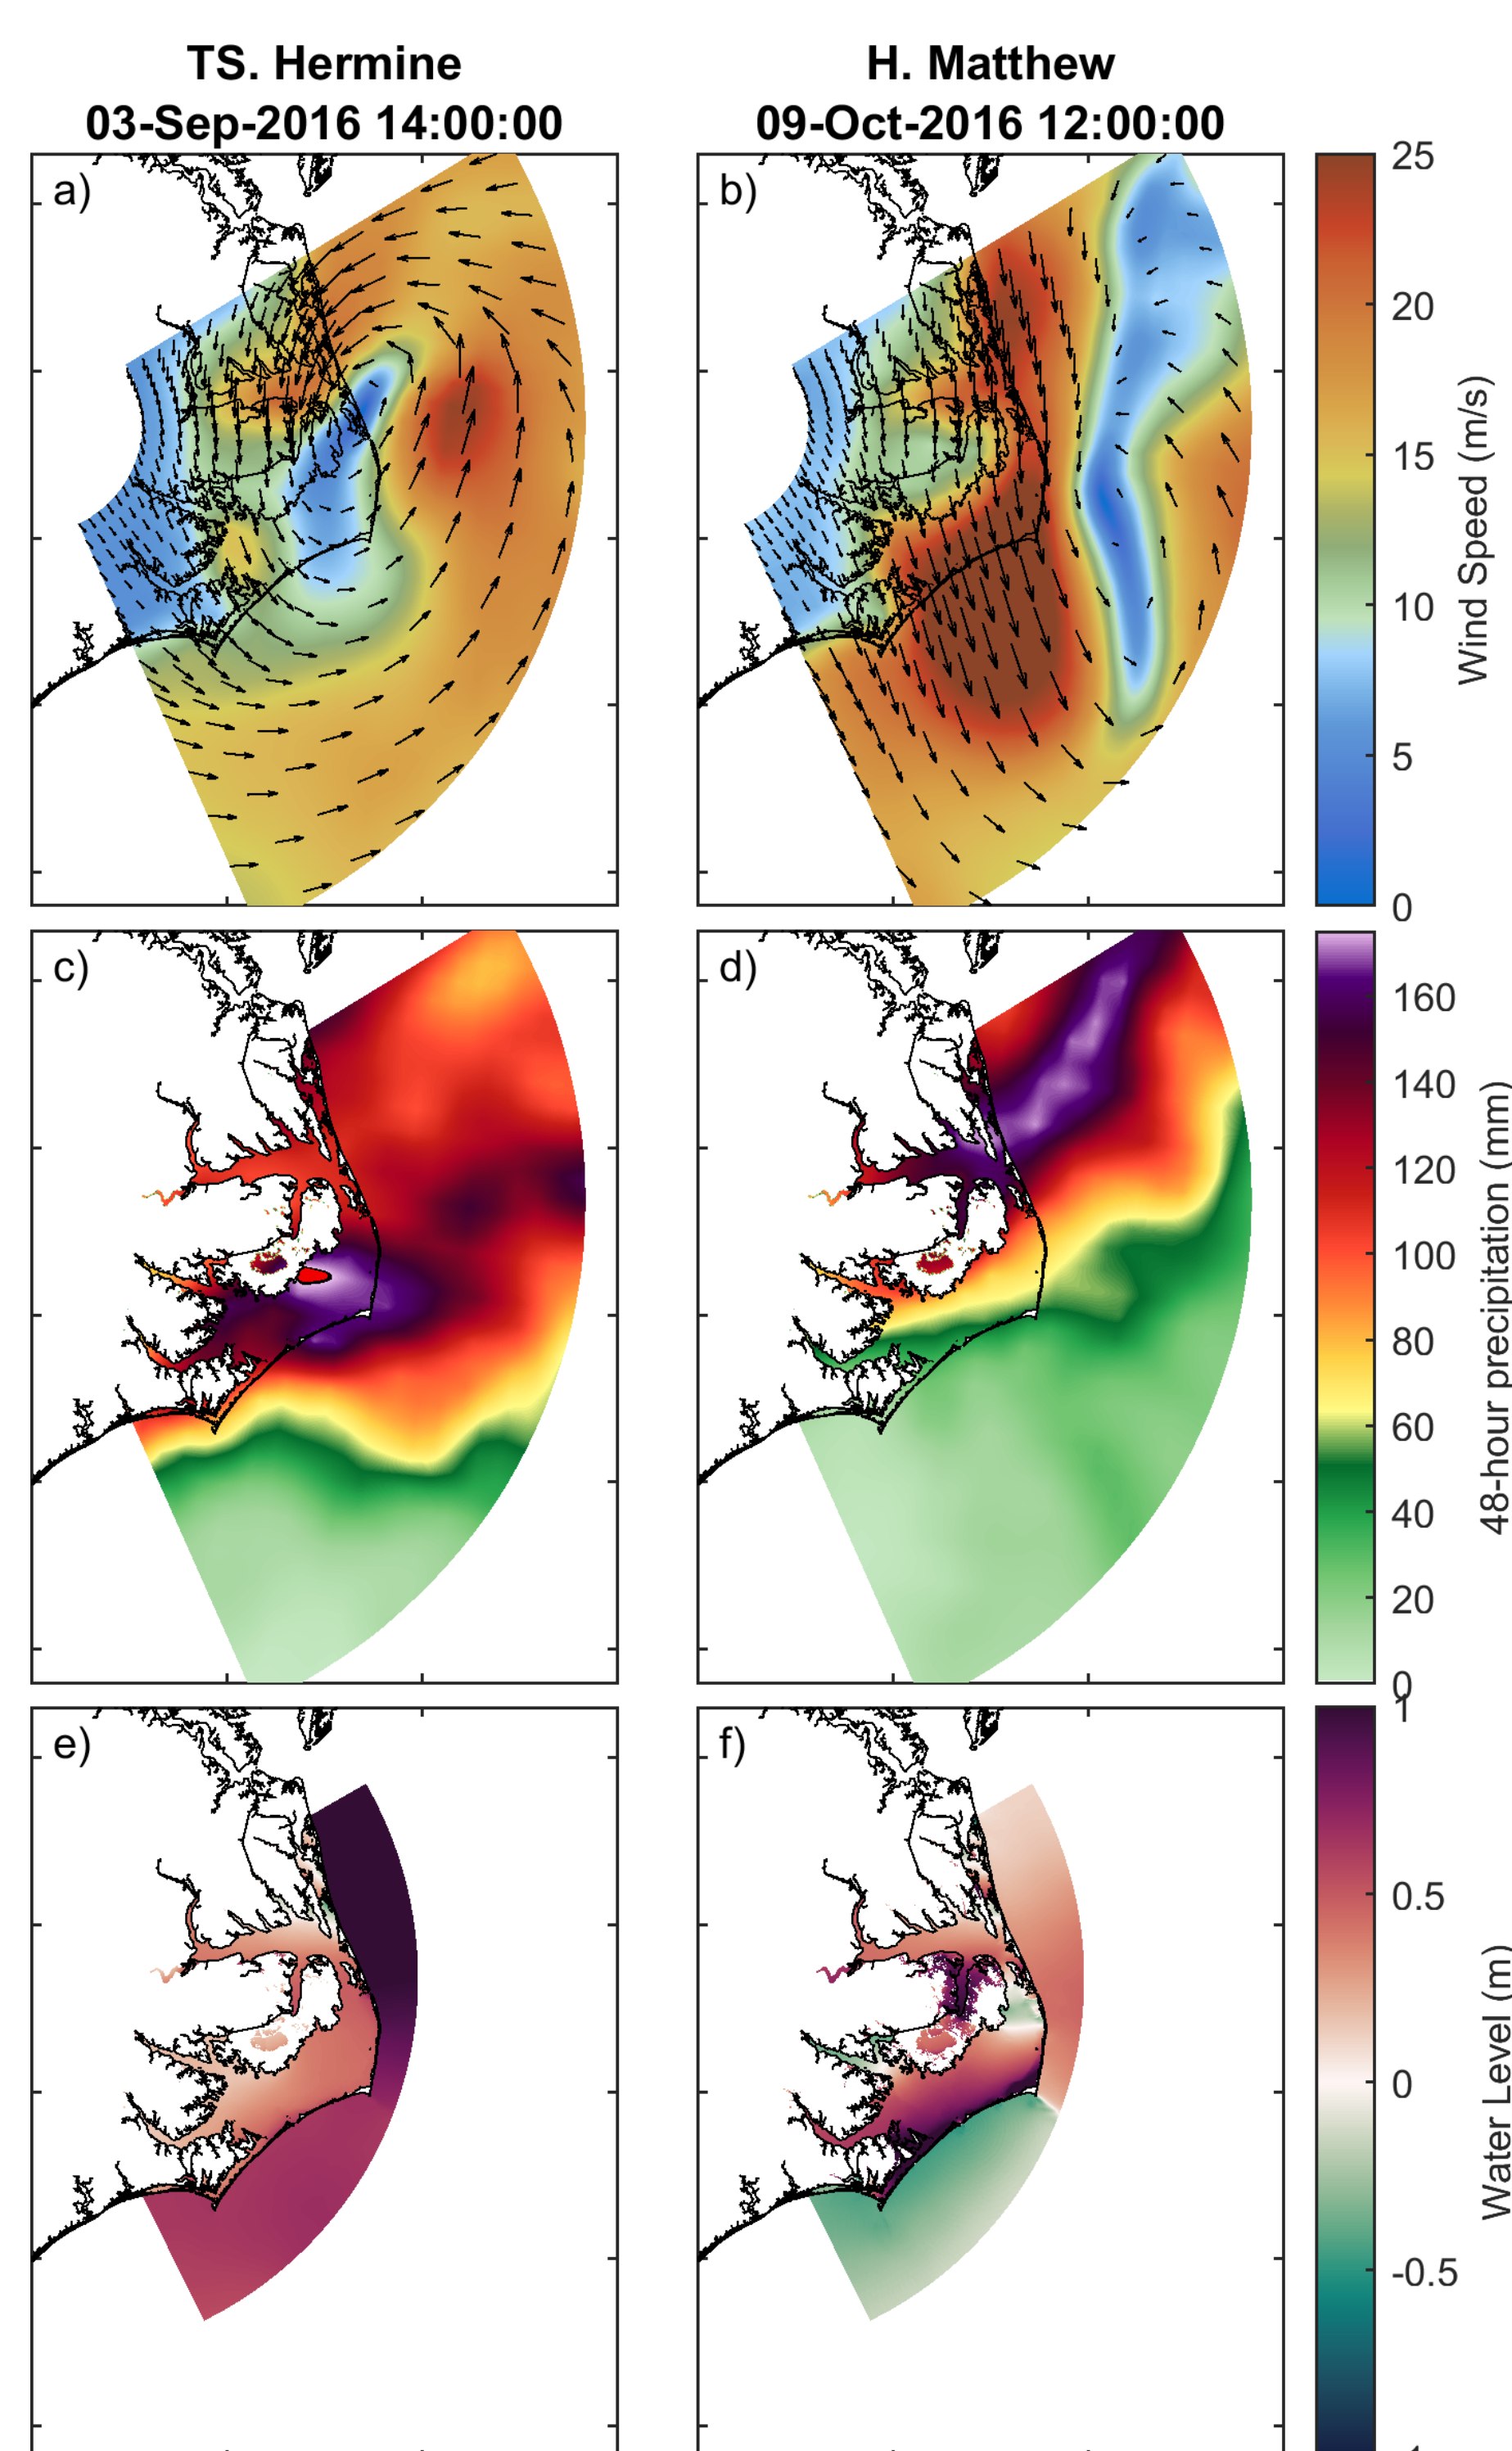 TS. Hermine
03-Sep-2016 14:00:00
H. Matthew
09-Oct-2016 12:00:00
a)
b)
25
20
15
10
5
0
Wind Speed (m/s)
c)
d)
160
140
120
100
80
60
40
20
0
48-hour precipitation (mm)
e)
f)
1
0.5
0
-0.5
Water Level (m)